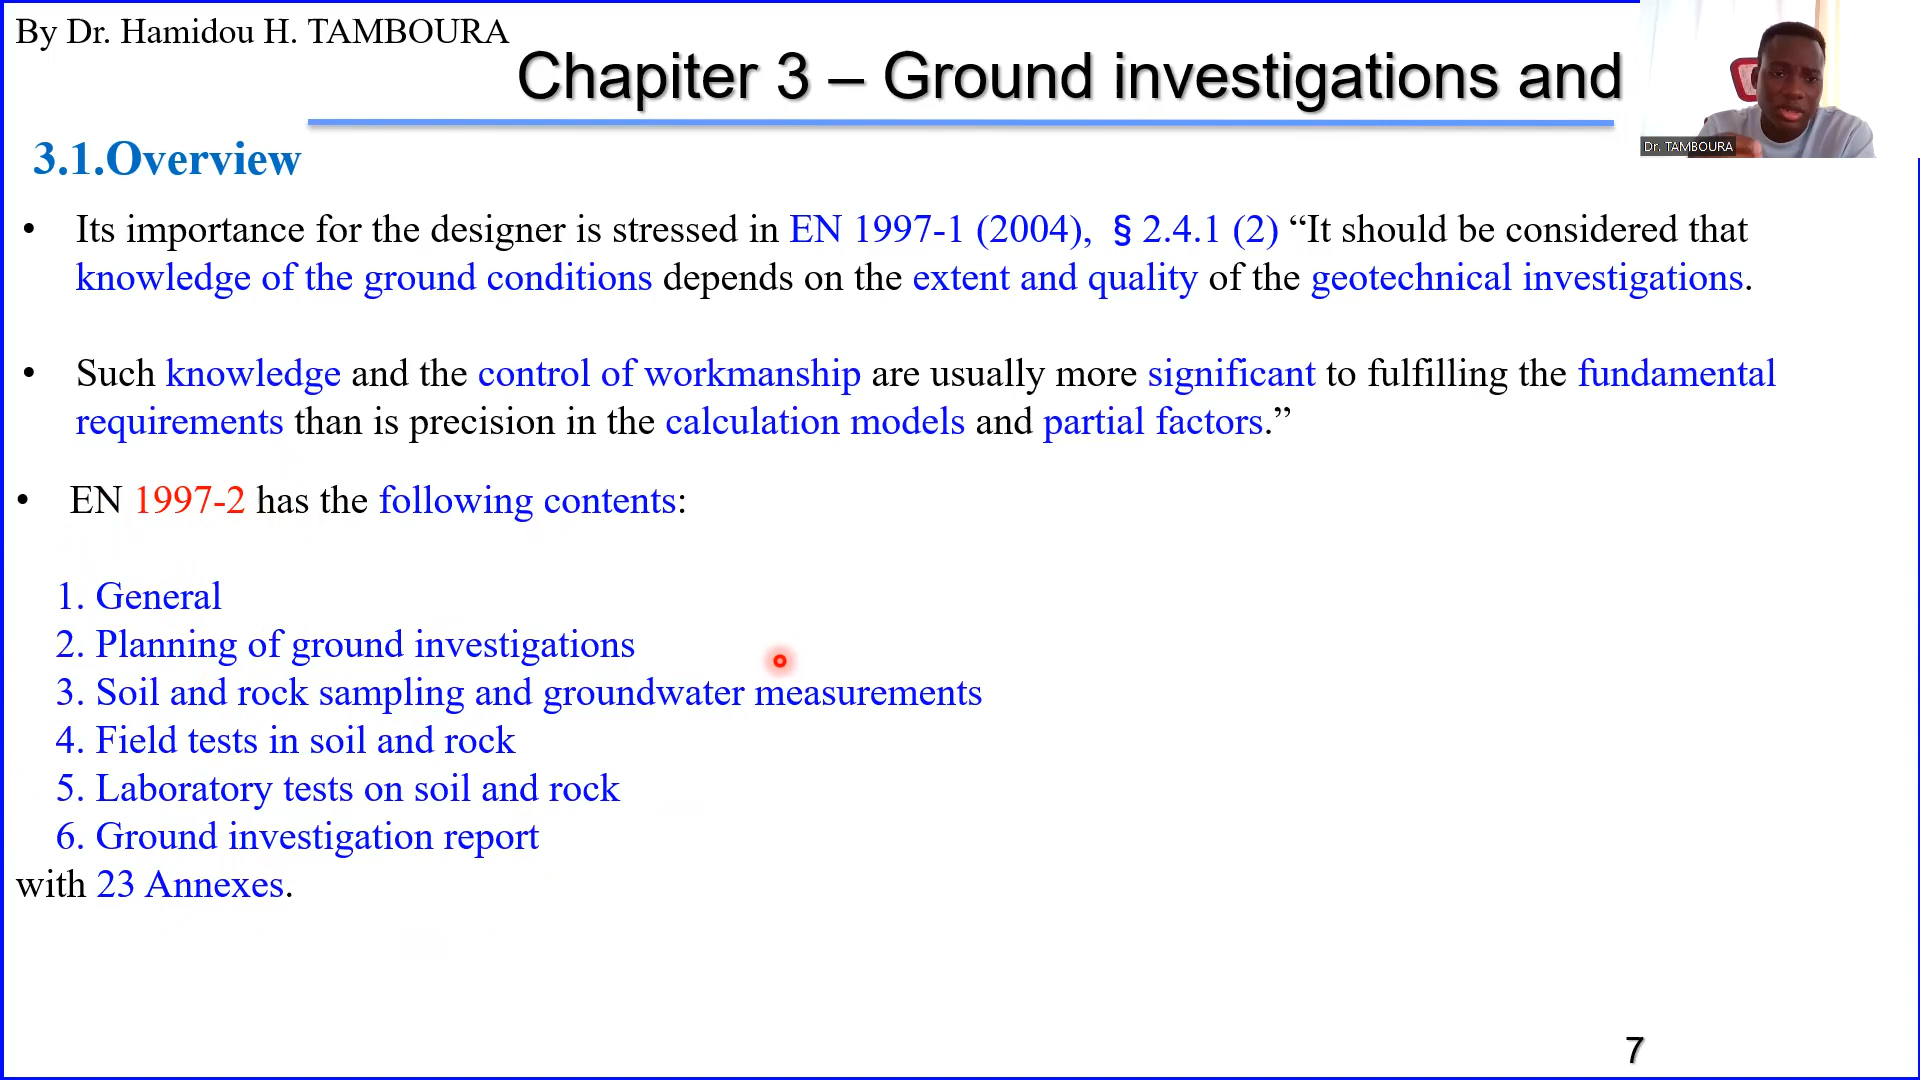 By Dr. Hamidou H. TAMBOURA
Chapiter 3 – Ground investigations and
Dr. TAMBOURA
3.1.Overview
• Its importance for the designer is stressed in EN 1997-1 (2004), § 2.4.1 (2) “It should be considered that
knowledge of the ground conditions depends on the extent and quality of the geotechnical investigations.
• Such knowledge and the control of workmanship are usually more significant to fulfilling the fundamental
requirements than is precision in the calculation models and partial factors.”
• EN 1997-2 has the following contents:
1. General
2. Planning of ground investigations
3. Soil and rock sampling and groundwater measurements
4. Field tests in soil and rock
5. Laboratory tests on soil and rock
6. Ground investigation report
with 23 Annexes.
7